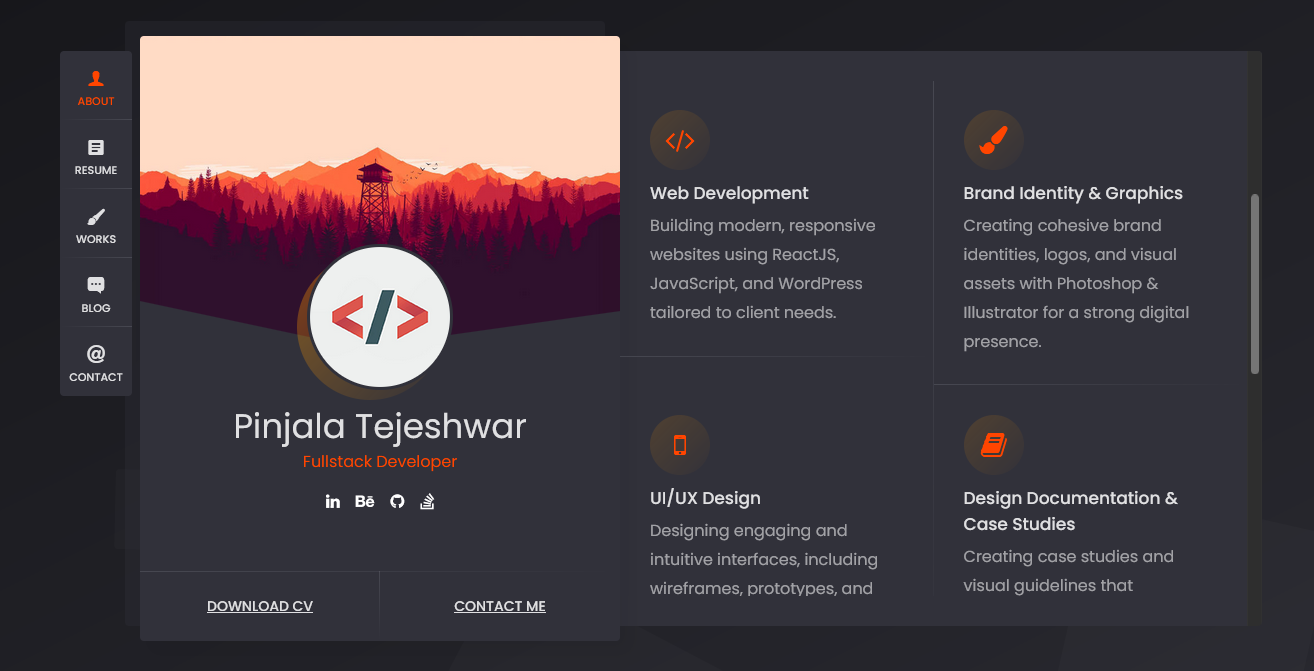 ABOUT
RESUME
WORKS
BLOG
CONTACT
Pinjala Tejeshwar
Fullstack Developer
in Bē
DOWNLOAD CV
CONTACT ME
Web Development
Building modern, responsive
websites using ReactJS,
JavaScript, and WordPress
tailored to client needs.
Brand Identity & Graphics
Creating cohesive brand
identities, logos, and visual
assets with Photoshop &
Illustrator for a strong digital
presence.
UI/UX Design
Designing engaging and
intuitive interfaces, including
wireframes, prototypes, and
Design Documentation &
Case Studies
Creating case studies and
visual guidelines that